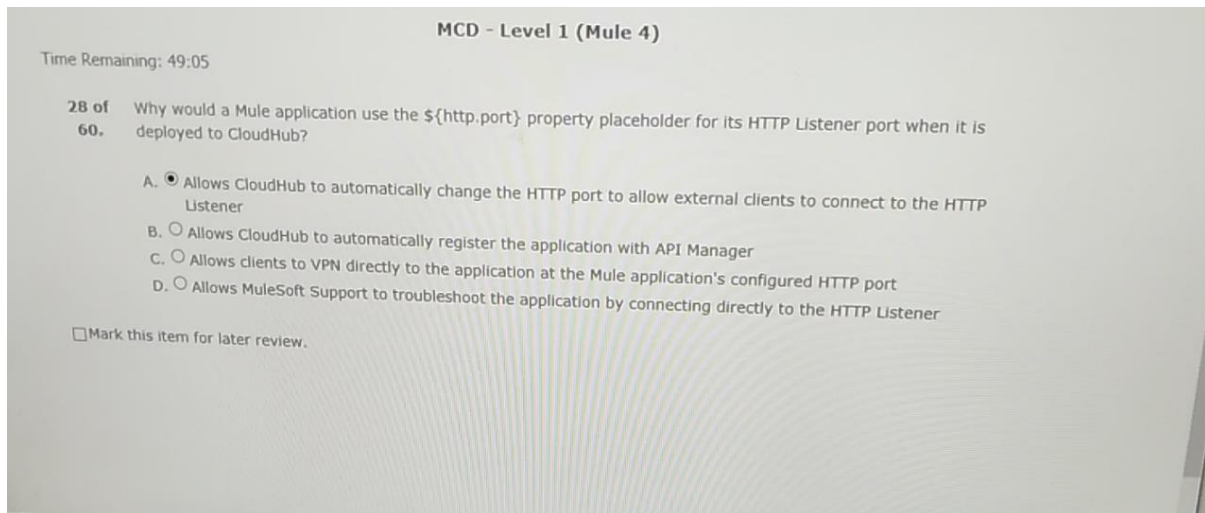 MCD - Level 1 (Mule 4)
Time Remaining: 49:05
28 of Why would a Mule application use the ${http.port} property placeholder for its HTTP Listener port when it is
60. deployed to CloudHub?
A. Allows CloudHub to automatically change the HTTP port to allow external clients to connect to the HTTP
Listener
B. Allows CloudHub to automatically register the application with API Manager
C. Allows clients to VPN directly to the application at the Mule application's configured HTTP port
D. Allows MuleSoft Support to troubleshoot the application by connecting directly to the HTTP Listener
Mark this item for later review.